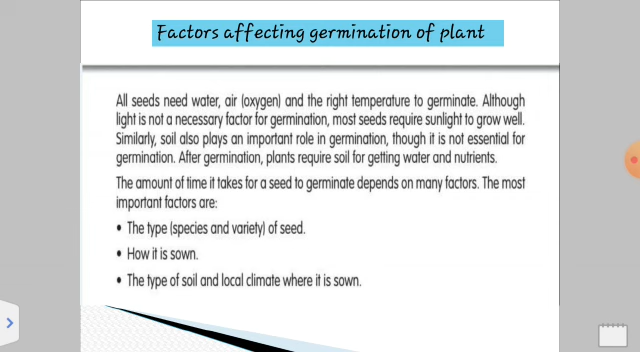 Factors affecting germination of plant
All seeds need water, air (oxygen) and the right temperature to germinate. Although
light is not a necessary factor for germination, most seeds require sunlight to grow well.
Similarly, soil also plays an important role in germination, though it is not essential for
germination. After germination, plants require soil for getting water and nutrients.
The amount of time it takes for a seed to germinate depends on many factors. The most
important factors are:
• The type (species and variety) of seed.
• How it is sown.
• The type of soil and local climate where it is sown.